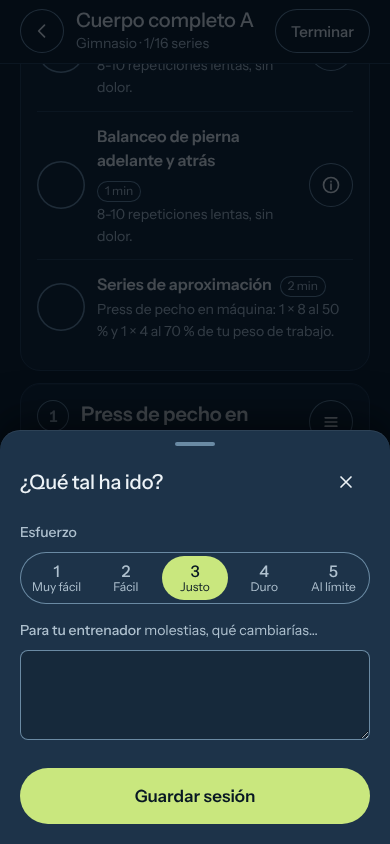 Cuerpo completo A
Gimnasio · 1/16 series
Terminar
8-10 repeticiones lentas, sin
dolor.
Balanceo de pierna
adelante y atrás
1 min
8-10 repeticiones lentas, sin
dolor.
Series de aproximación 2 min
Press de pecho en máquina: 1 × 8 al 50
% y 1 × 4 al 70 % de tu peso de trabajo.
1 Press de pecho en
¿Qué tal ha ido?
Esfuerzo
1 2 3 4 5
Muy fácil Fácil Justo Duro Al límite
Para tu entrenador molestias, qué cambiarías...
Guardar sesión